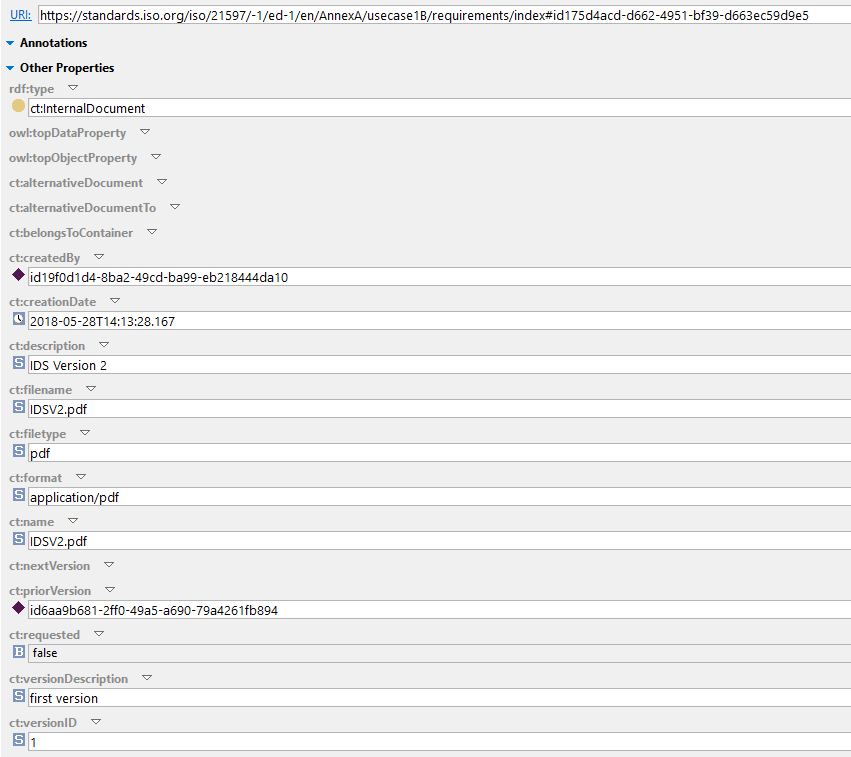 URI: https://standards.iso.org/iso/21597/-1/ed-1/en/AnnexA/usecase1B/requirements/index#id175d4acd-d662-4951-bf39-d663ec59d9e5
Annotations
Other Properties
rdf:type
ct:InternalDocument
owl:topDataProperty
owl:topObjectProperty
ct:alternativeDocument
ct:alternativeDocumentTo
ct:belongsToContainer
ct:createdBy
id19f0d1d4-8ba2-49cd-ba99-eb218444da10
ct:creationDate
2018-05-28T14:13:28.167
ct:description
S IDS Version 2
ct:filename
S IDSV2.pdf
ct:filetype
S pdf
ct:format
S application/pdf
ct:name
S IDSV2.pdf
ct:nextVersion
ct:priorVersion
id6aa9b681-2ff0-49a5-a690-79a4261fb894
ct:requested
B false
ct:versionDescription
S first version
ct:versionID
S 1